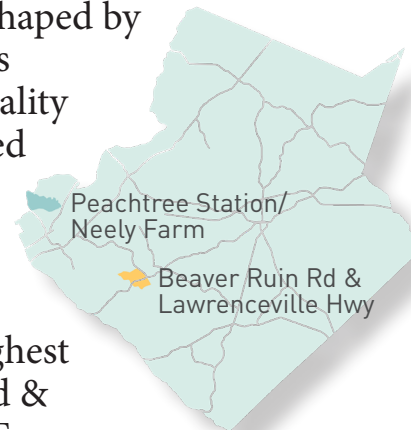 haped by
s
ality
ed
Peachtree Station/
Neely Farm
Beaver Ruin Rd &
Lawrenceville Hwy
ghest
d &